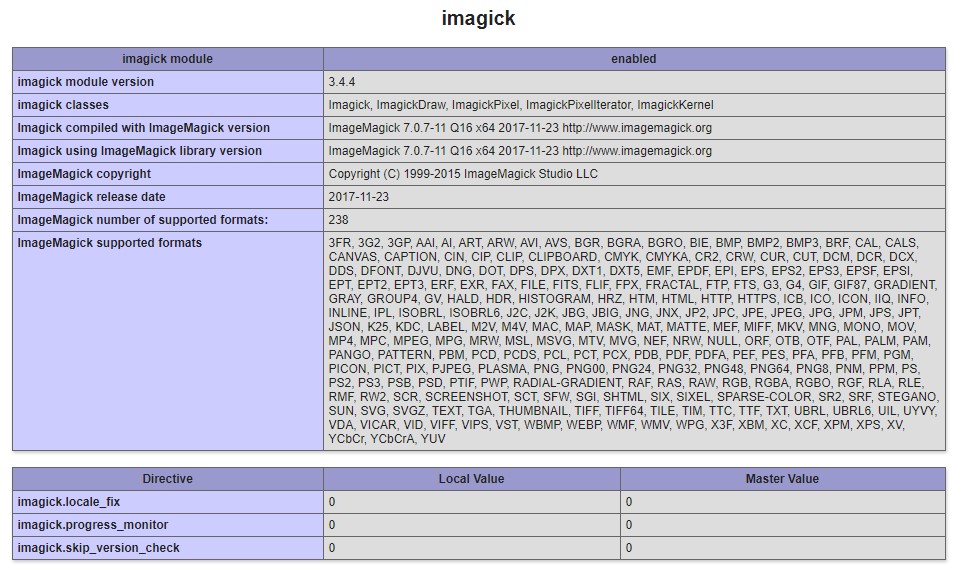 imagick
imagick module enabled
imagick module version 3.4.4
imagick classes Imagick, ImagickDraw, ImagickPixel, ImagickPixelIterator, ImagickKernel
Imagick compiled with ImageMagick version ImageMagick 7.0.7-11 Q16 x64 2017-11-23 http://www.imagemagick.org
Imagick using ImageMagick library version ImageMagick 7.0.7-11 Q16 x64 2017-11-23 http://www.imagemagick.org
ImageMagick copyright Copyright (C) 1999-2015 ImageMagick Studio LLC
ImageMagick release date 2017-11-23
ImageMagick number of supported formats: 238
ImageMagick supported formats 3FR, 3G2, 3GP, AAI, AI, ART, ARW, AVI, AVS, BGR, BGRA, BGRO, BIE, BMP, BMP2, BMP3, BRF, CAL, CALS,
CANVAS, CAPTION, CIN, CIP, CLIP, CLIPBOARD, CMYK, CMYKA, CR2, CRW, CUR, CUT, DCM, DCR, DCX,
DDS, DFONT, DJVU, DNG, DOT, DPS, DPX, DXT1, DXT5, EMF, EPDF, EPI, EPS, EPS2, EPS3, EPSF, EPSI,
EPT, EPT2, EPT3, ERF, EXR, FAX, FILE, FITS, FLIF, FPX, FRACTAL, FTP, FTS, G3, G4, GIF, GIF87, GRADIENT,
GRAY, GROUP4, GV, HALD, HDR, HISTOGRAM, HRZ, HTM, HTML, HTTP, HTTPS, ICB, ICO, ICON, IIQ, INFO,
INLINE, IPL, ISOBRL, ISOBRL6, J2C, J2K, JBG, JBIG, JNG, JNX, JP2, JPC, JPE, JPEG, JPG, JPM, JPS, JPT,
JSON, K25, KDC, LABEL, M2V, M4V, MAC, MAP, MASK, MAT, MATTE, MEF, MIFF, MKV, MNG, MONO, MOV,
MP4, MPC, MPEG, MPG, MRW, MSL, MSVG, MTV, MVG, NEF, NRW, NULL, ORF, OTB, OTF, PAL, PALM, PAM,
PANGO, PATTERN, PBM, PCD, PCDS, PCL, PCT, PCX, PDB, PDF, PDFA, PEF, PES, PFA, PFB, PFM, PGM,
PICON, PICT, PIX, PJPEG, PLASMA, PNG, PNG00, PNG24, PNG32, PNG48, PNG64, PNG8, PNM, PPM, PS,
PS2, PS3, PSB, PSD, PTIF, PWP, RADIAL-GRADIENT, RAF, RAS, RAW, RGB, RGBA, RGBO, RGF, RLA, RLE,
RMF, RW2, SCR, SCREENSHOT, SCT, SFW, SGI, SHTML, SIX, SIXEL, SPARSE-COLOR, SR2, SRF, STEGANO,
SUN, SVG, SVGZ, TEXT, TGA, THUMBNAIL, TIFF, TIFF64, TILE, TIM, TTC, TTF, TXT, UBRL, UBRL6, UIL, UYVY,
VDA, VICAR, VID, VIFF, VIPS, VST, WBMP, WEBP, WMF, WMV, WPG, X3F, XBM, XC, XCF, XPM, XPS, XV,
YCbCr, YCbCrA, YUV
Directive Local Value Master Value
imagick.locale_fix 0 0
imagick.progress_monitor 0 0
imagick.skip_version_check 0 0